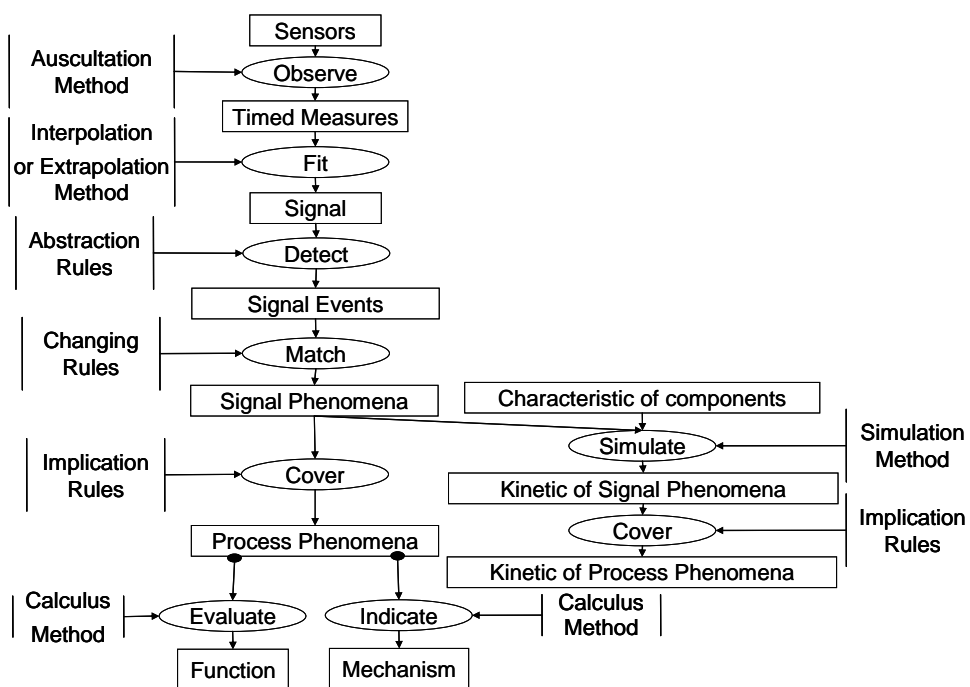 Sensors
Auscultation
Method
Observe
Timed Measures
Interpolation
or Extrapolation
Method
Fit
Signal
Abstraction
Rules
Detect
Signal Events
Changing
Rules
Match
Signal Phenomena
Characteristic of components
Simulate
Simulation
Method
Implication
Rules
Cover
Kinetic of Signal Phenomena
Cover
Implication
Rules
Process Phenomena
Kinetic of Process Phenomena
Calculus
Method
Evaluate
Indicate
Calculus
Method
Function
Mechanism